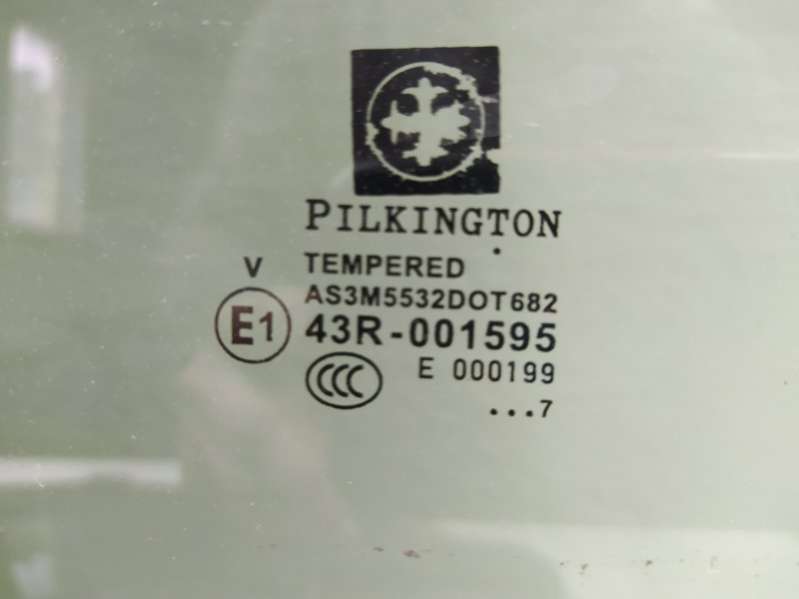 PILKINGTON
V TEMPERED
AS3M5532DOT682
E1 43R-001595
CCC E 000199
...7